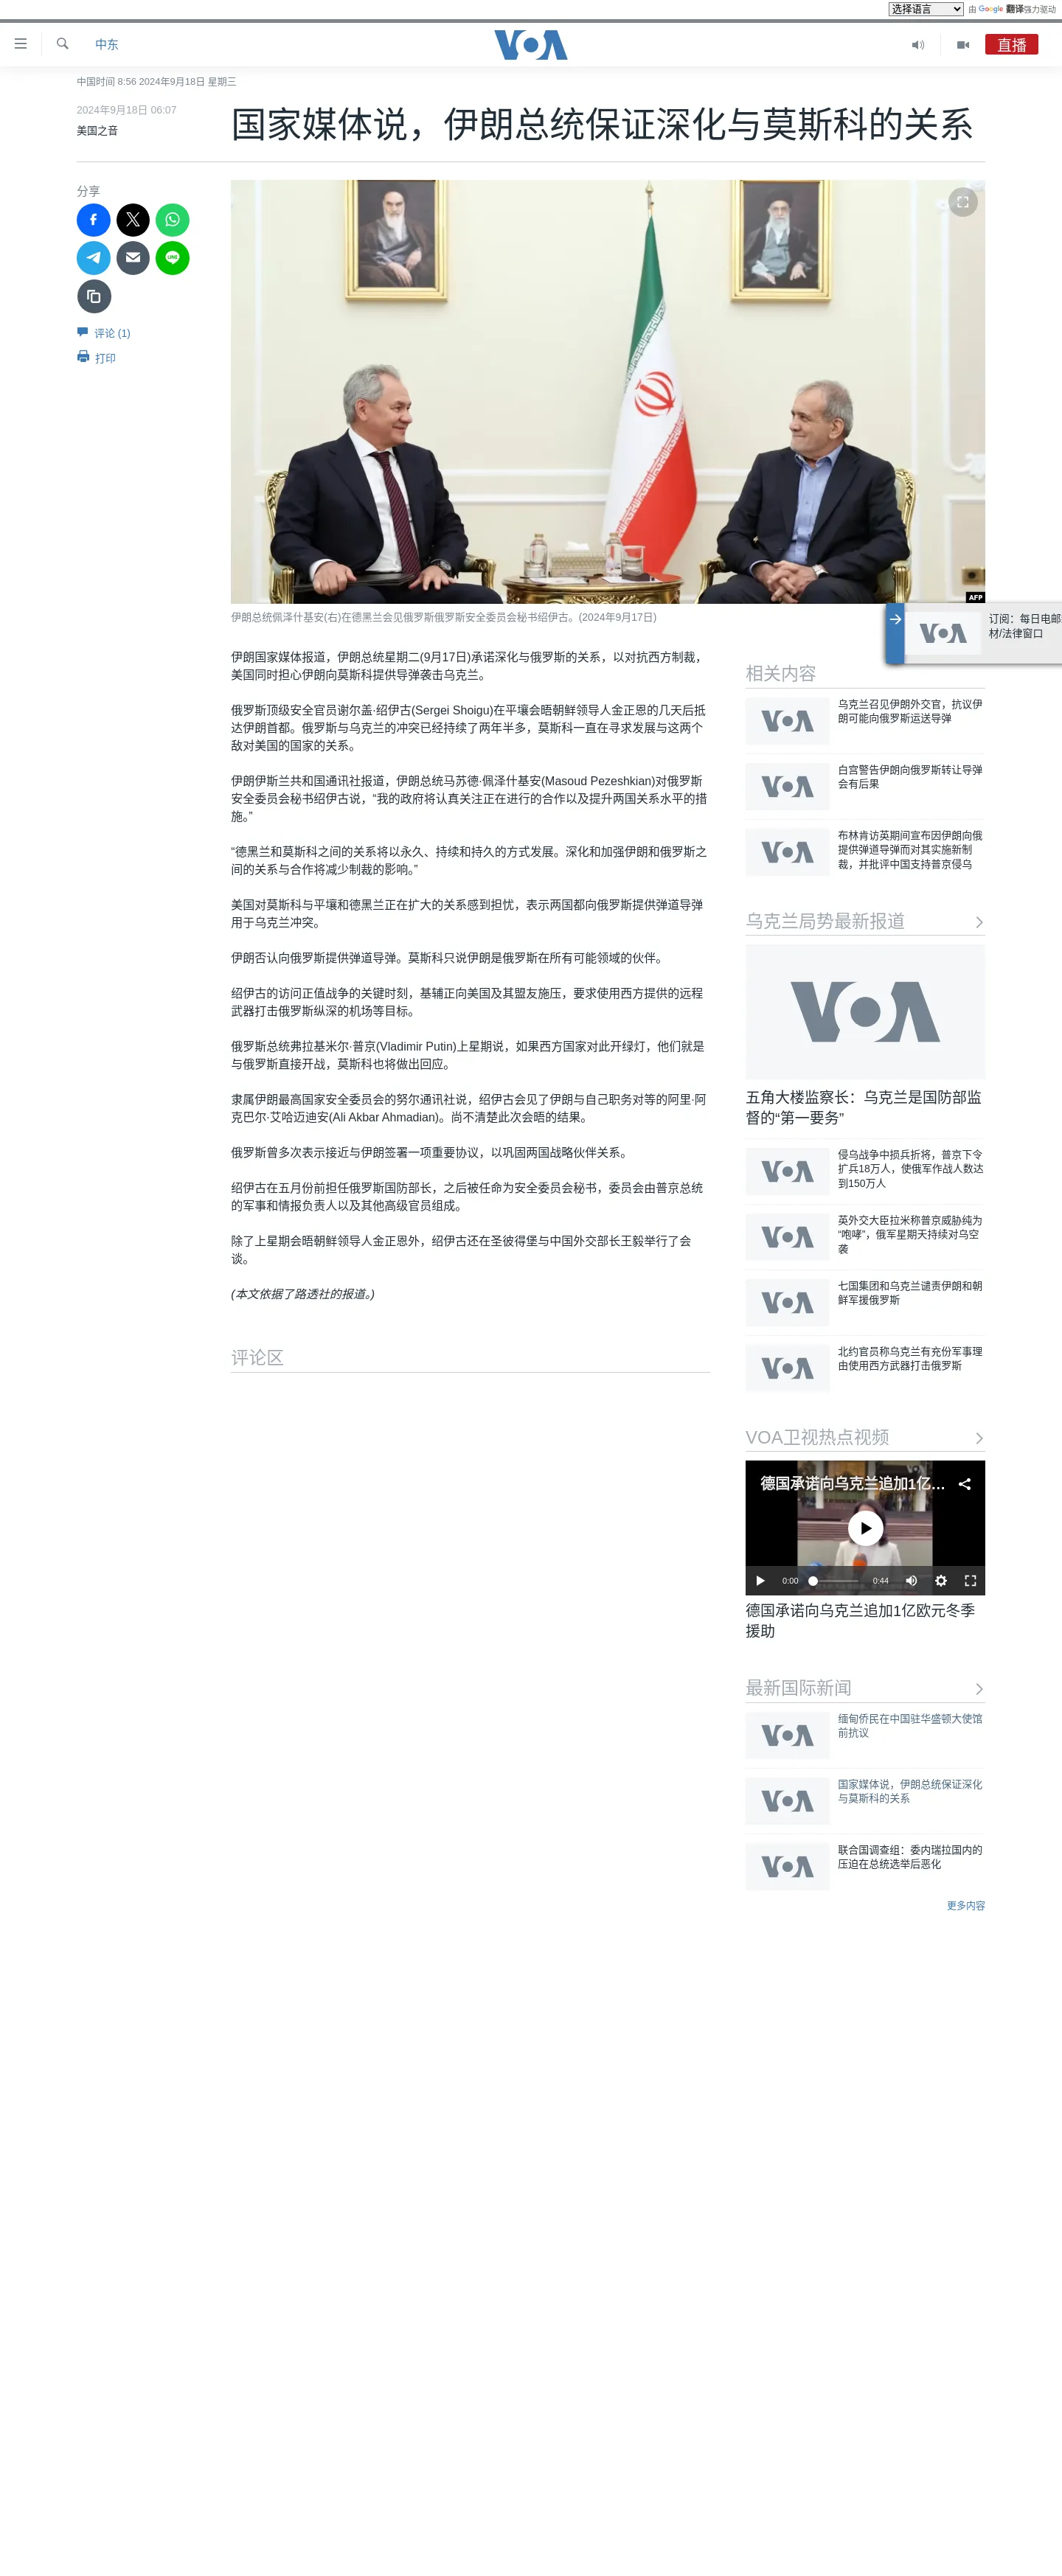 选择语言
由 Google 翻译强力驱动
中东
VOA
直播
中国时间 8:56 2024年9月18日 星期三
2024年9月18日 06:07
美国之音
国家媒体说，伊朗总统保证深化与莫斯科的关系
分享
评论 (1)
打印
AFP
伊朗总统佩泽什基安(右)在德黑兰会见俄罗斯俄罗斯安全委员会秘书绍伊古。(2024年9月17日)
订阅：每日电邮
材/法律窗口
伊朗国家媒体报道，伊朗总统星期二(9月17日)承诺深化与俄罗斯的关系，以对抗西方制裁，
美国同时担心伊朗向莫斯科提供导弹袭击乌克兰。
俄罗斯顶级安全官员谢尔盖·绍伊古(Sergei Shoigu)在平壤会晤朝鲜领导人金正恩的几天后抵
达伊朗首都。俄罗斯与乌克兰的冲突已经持续了两年半多，莫斯科一直在寻求发展与这两个
敌对美国的国家的关系。
伊朗伊斯兰共和国通讯社报道，伊朗总统马苏德·佩泽什基安(Masoud Pezeshkian)对俄罗斯
安全委员会秘书绍伊古说，“我的政府将认真关注正在进行的合作以及提升两国关系水平的措
施。”
“德黑兰和莫斯科之间的关系将以永久、持续和持久的方式发展。深化和加强伊朗和俄罗斯之
间的关系与合作将减少制裁的影响。”
美国对莫斯科与平壤和德黑兰正在扩大的关系感到担忧，表示两国都向俄罗斯提供弹道导弹
用于乌克兰冲突。
伊朗否认向俄罗斯提供弹道导弹。莫斯科只说伊朗是俄罗斯在所有可能领域的伙伴。
绍伊古的访问正值战争的关键时刻，基辅正向美国及其盟友施压，要求使用西方提供的远程
武器打击俄罗斯纵深的机场等目标。
俄罗斯总统弗拉基米尔·普京(Vladimir Putin)上星期说，如果西方国家对此开绿灯，他们就是
与俄罗斯直接开战，莫斯科也将做出回应。
隶属伊朗最高国家安全委员会的努尔通讯社说，绍伊古会见了伊朗与自己职务对等的阿里·阿
克巴尔·艾哈迈迪安(Ali Akbar Ahmadian)。尚不清楚此次会晤的结果。
俄罗斯曾多次表示接近与伊朗签署一项重要协议，以巩固两国战略伙伴关系。
绍伊古在五月份前担任俄罗斯国防部长，之后被任命为安全委员会秘书，委员会由普京总统
的军事和情报负责人以及其他高级官员组成。
除了上星期会晤朝鲜领导人金正恩外，绍伊古还在圣彼得堡与中国外交部长王毅举行了会
谈。
(本文依据了路透社的报道。)
评论区
相关内容
VOA
乌克兰召见伊朗外交官，抗议伊
朗可能向俄罗斯运送导弹
VOA
白宫警告伊朗向俄罗斯转让导弹
会有后果
VOA
布林肯访英期间宣布因伊朗向俄
提供弹道导弹而对其实施新制
裁，并批评中国支持普京侵乌
乌克兰局势最新报道
VOA
五角大楼监察长：乌克兰是国防部监
督的“第一要务”
VOA
侵乌战争中损兵折将，普京下令
扩兵18万人，使俄军作战人数达
到150万人
VOA
英外交大臣拉米称普京威胁纯为
“咆哮”，俄军星期天持续对乌空
袭
VOA
七国集团和乌克兰谴责伊朗和朝
鲜军援俄罗斯
VOA
北约官员称乌克兰有充份军事理
由使用西方武器打击俄罗斯
VOA卫视热点视频
德国承诺向乌克兰追加1亿...
0:00
0:44
德国承诺向乌克兰追加1亿欧元冬季
援助
最新国际新闻
VOA
缅甸侨民在中国驻华盛顿大使馆
前抗议
VOA
国家媒体说，伊朗总统保证深化
与莫斯科的关系
VOA
联合国调查组：委内瑞拉国内的
压迫在总统选举后恶化
更多内容